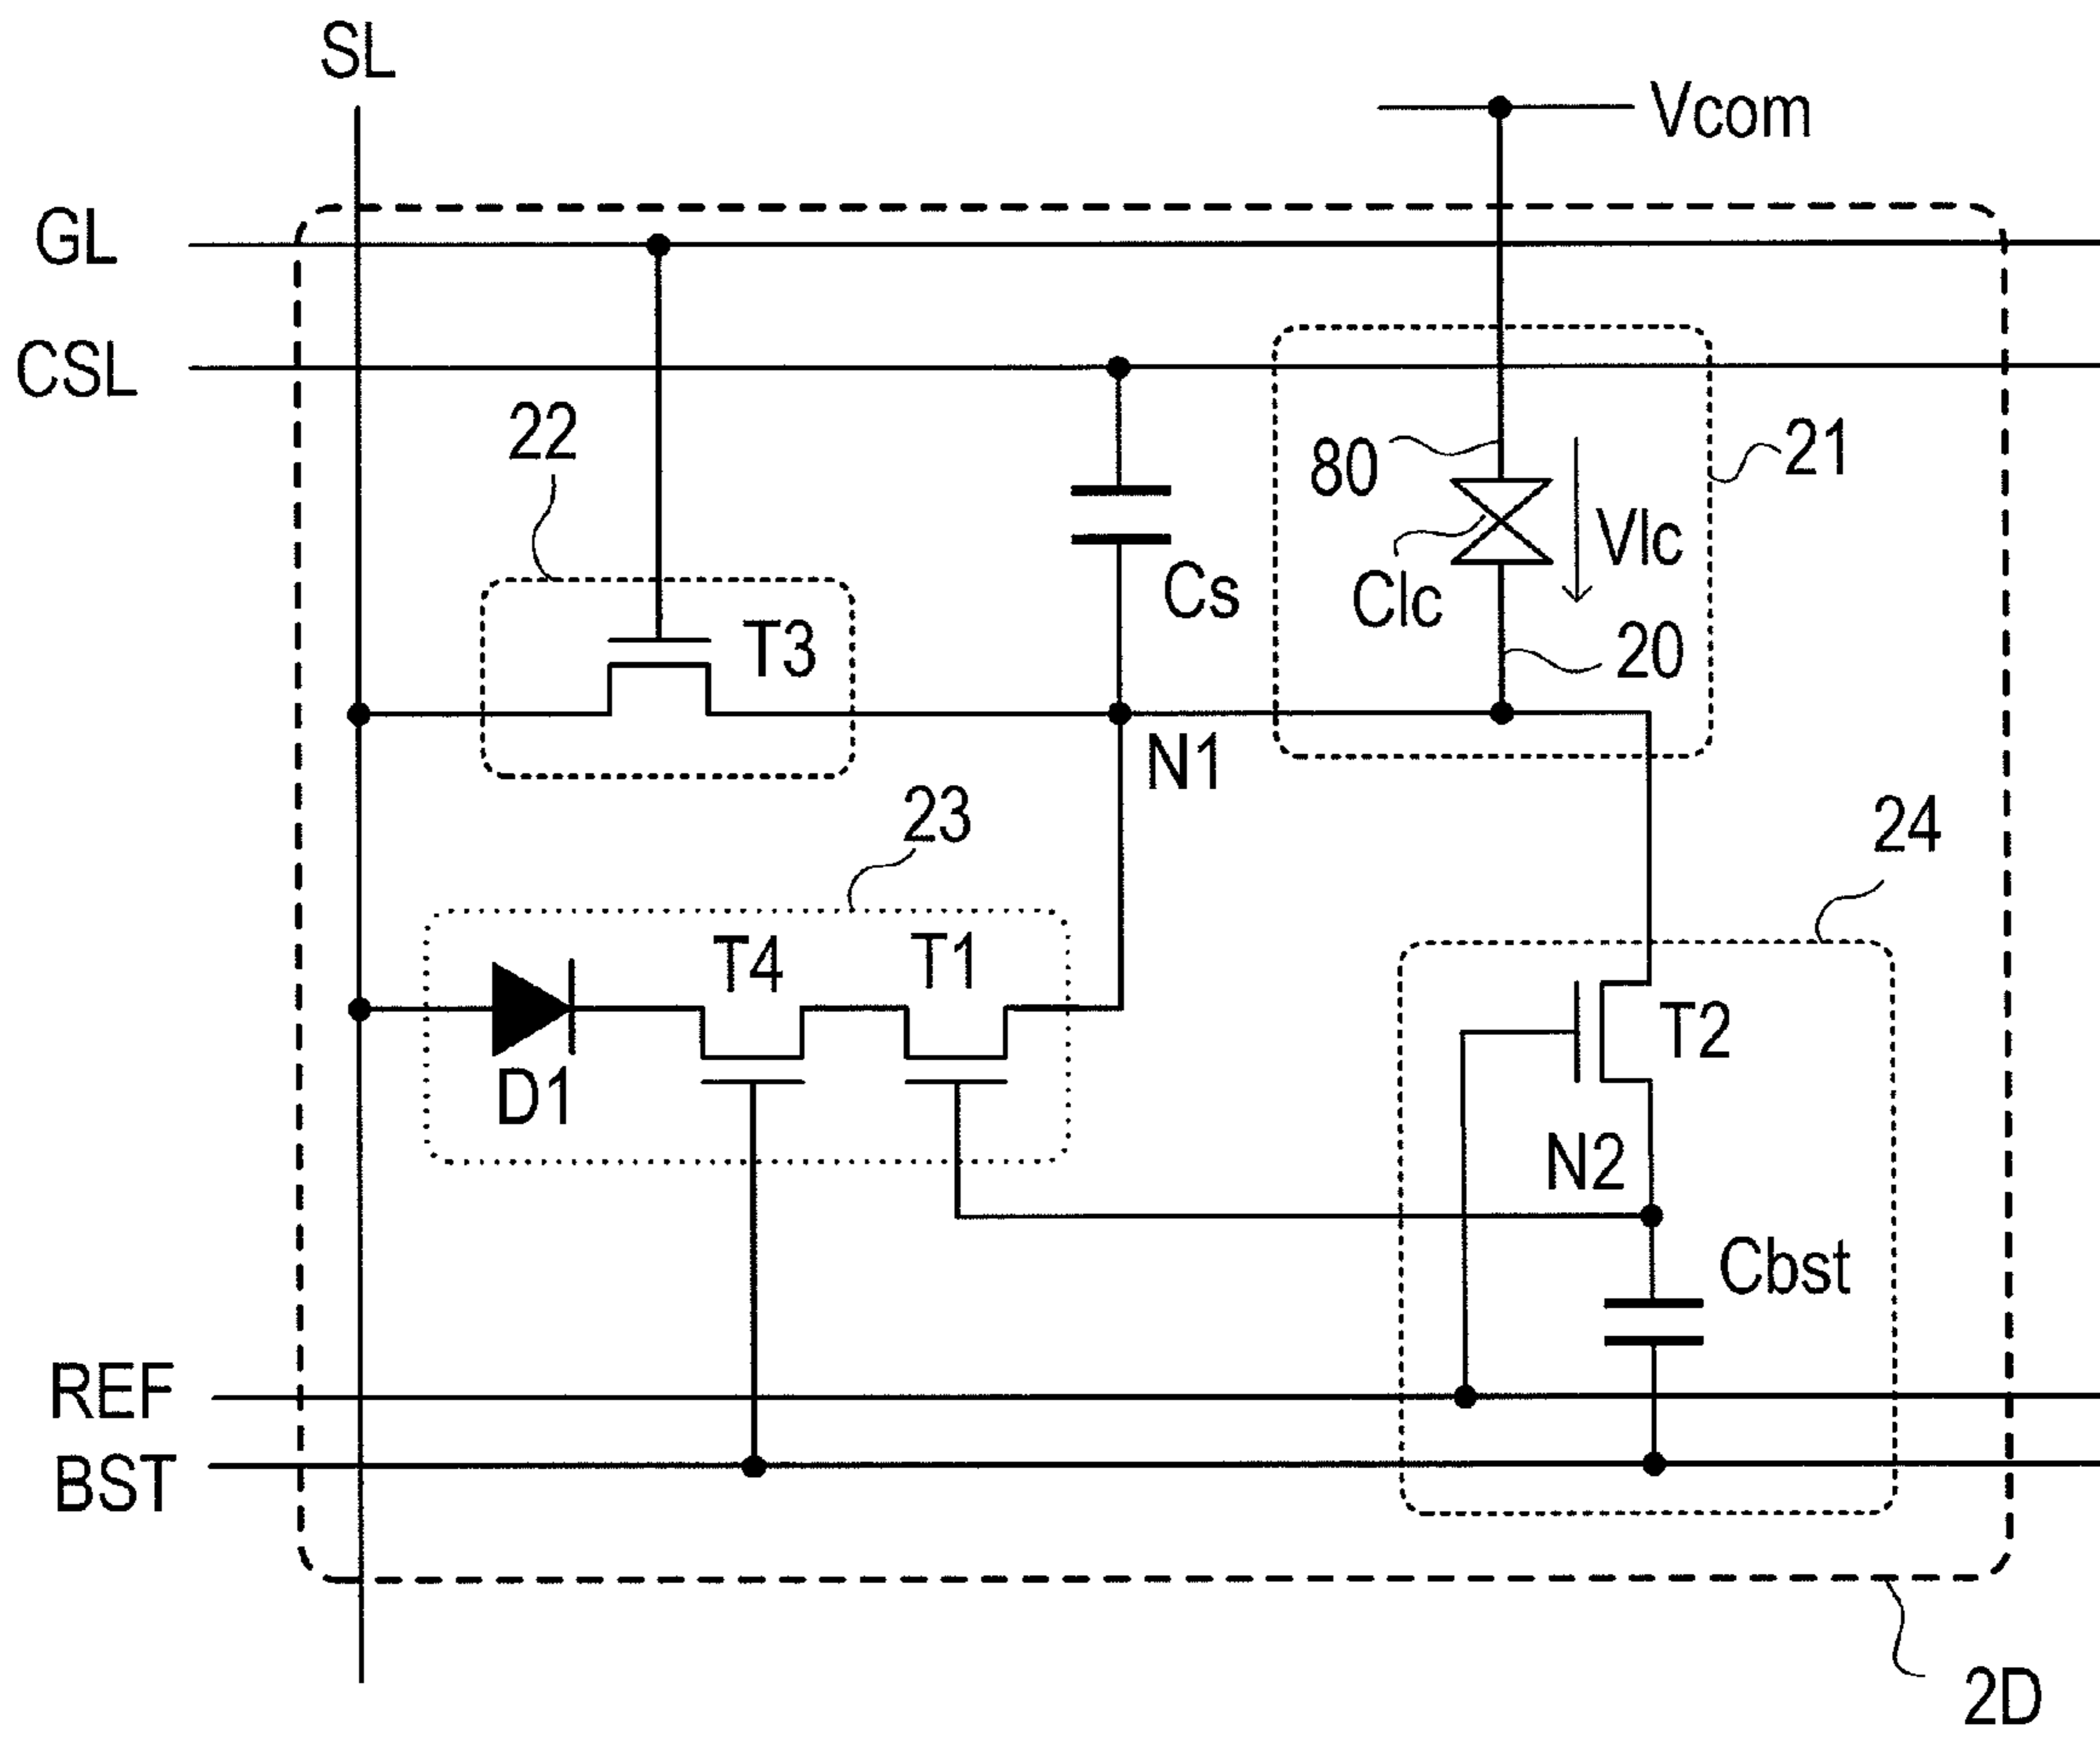 SL
Vcom
GL
CSL
22
80
21
Vlc
Clc
Cs
20
T3
N1
23
24
T4
T1
T2
D1
N2
Cbst
REF
BST
2D